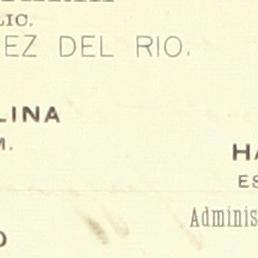 LIC.
EZ DEL RIO.
LINA
M.
HA
ES
Adminis
O